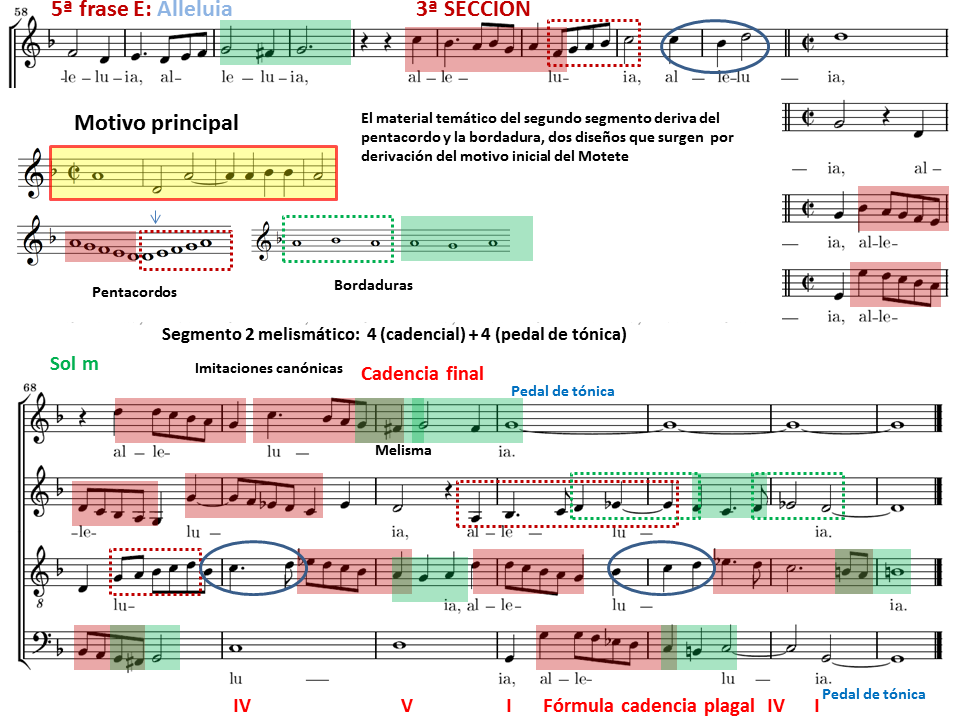 5ª frase E: Alleluia
3ª SECCIÓN
58
-le – lu – ia, al- le – lu – ia, al – le – lu- ia, al – le-lu — ia,
Motivo principal
El material temático del segundo segmento deriva del
pentacordo y la bordadura, dos diseños que surgen por
derivación del motivo inicial del Motete
— ia, al –
Pentacordos
Bordaduras
— ia, al-le-
— ia, al-le-
Segmento 2 melismático: 4 (cadencial) + 4 (pedal de tónica)
Sol m
Imitaciones canónicas
Cadencia final
Pedal de tónica
68
al – le- lu — ia.
Melisma
-le- lu — ia, al – le – lu — ia.
8
lu- ia, al – le- lu — ia.
lu — ia, al – le- lu — ia.
IV V I Fórmula cadencia plagal IV I
Pedal de tónica